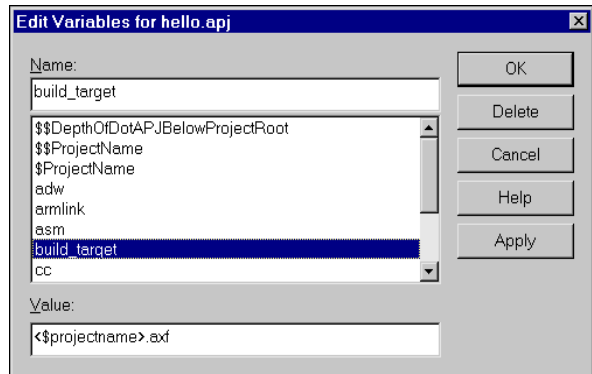 Edit Variables for hello.apj
Name:
build_target
$$DepthOfDotAPJBelowProjectRoot
$$ProjectName
$ProjectName
adw
armlink
asm
build_target
cc
Value:
<$projectname>.axf
OK
Delete
Cancel
Help
Apply